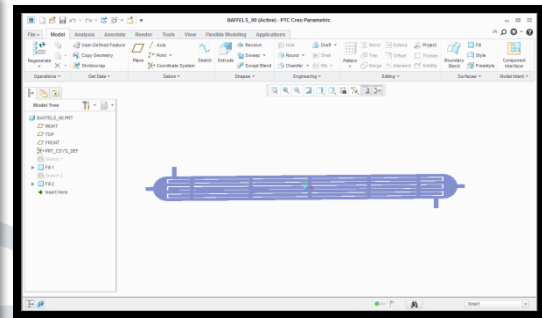 BAFFELS_90 (Active) - PTC Creo Parametric
File Model Analysis Annotate Render Tools View Flexible Modeling Applications
User-Defined Feature Axis Revolve Hole Draft Mirror Extend Project Fill
Copy Geometry Point Sweep Round Shell Trim Offset Thicken Style
Regenerate Shrinkwrap Plane Coordinate System Sketch Extrude Swept Blend Chamfer Rib Pattern Merge Intersect Solidify Boundary Blend Freestyle Component Interface
Operations Get Data Datum Shapes Engineering Editing Surfaces Model Intent
Model Tree
BAFFELS_90.PRT
RIGHT
TOP
FRONT
PRT_CSYS_DEF
Sketch 1
Fill 1
Sketch 2
Fill 2
Insert Here
Smart